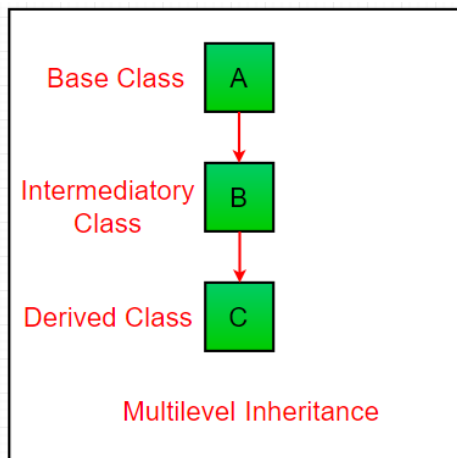 Base Class
A
Intermediatory
Class
B
Derived Class
C
Multilevel Inheritance